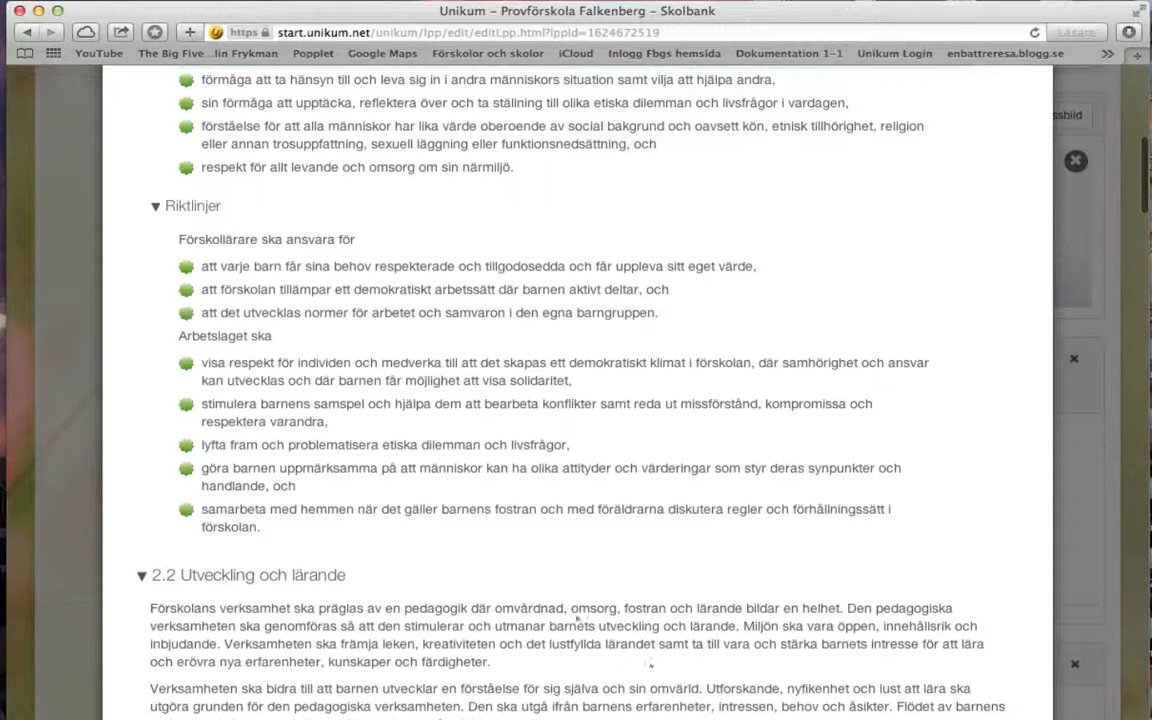 Unikum – Provförskola Falkenberg – Skolbank
https start.unikum.net/unikum/lpp/edit/editLpp.html?lppid=1624672519
Läsare
YouTube The Big Five...lin Frykman Popplet Google Maps Förskolor och skolor iCloud Inlogg Fbgs hemsida Dokumentation 1-1 Unikum Login enbattreresa.blogg.se
förmåga att ta hänsyn till och leva sig in i andra människors situation samt vilja att hjälpa andra,
sin förmåga att upptäcka, reflektera över och ta ställning till olika etiska dilemman och livsfrågor i vardagen,
förståelse för att alla människor har lika värde oberoende av social bakgrund och oavsett kön, etnisk tillhörighet, religion
eller annan trosuppfattning, sexuell läggning eller funktionsnedsättning, och
respekt för allt levande och omsorg om sin närmiljö.
ssbild
Riktlinjer
Förskollärare ska ansvara för
att varje barn får sina behov respekterade och tillgodosedda och får uppleva sitt eget värde,
att förskolan tillämpar ett demokratiskt arbetssätt där barnen aktivt deltar, och
att det utvecklas normer för arbetet och samvaron i den egna barngruppen.
Arbetslaget ska
visa respekt för individen och medverka till att det skapas ett demokratiskt klimat i förskolan, där samhörighet och ansvar
kan utvecklas och där barnen får möjlighet att visa solidaritet,
stimulera barnens samspel och hjälpa dem att bearbeta konflikter samt reda ut missförstånd, kompromissa och
respektera varandra,
lyfta fram och problematisera etiska dilemman och livsfrågor,
göra barnen uppmärksamma på att människor kan ha olika attityder och värderingar som styr deras synpunkter och
handlande, och
samarbeta med hemmen när det gäller barnens fostran och med föräldrarna diskutera regler och förhållningssätt i
förskolan.
2.2 Utveckling och lärande
Förskolans verksamhet ska präglas av en pedagogik där omvårdnad, omsorg, fostran och lärande bildar en helhet. Den pedagogiska
verksamheten ska genomföras så att den stimulerar och utmanar barnets utveckling och lärande. Miljön ska vara öppen, innehållsrik och
inbjudande. Verksamheten ska främja leken, kreativiteten och det lustfyllda lärandet samt ta till vara och stärka barnets intresse för att lära
och erövra nya erfarenheter, kunskaper och färdigheter.
Verksamheten ska bidra till att barnen utvecklar en förståelse för sig själva och sin omvärld. Utforskande, nyfikenhet och lust att lära ska
utgöra grunden för den pedagogiska verksamheten. Den ska utgå ifrån barnens erfarenheter, intressen, behov och åsikter. Flödet av barnens